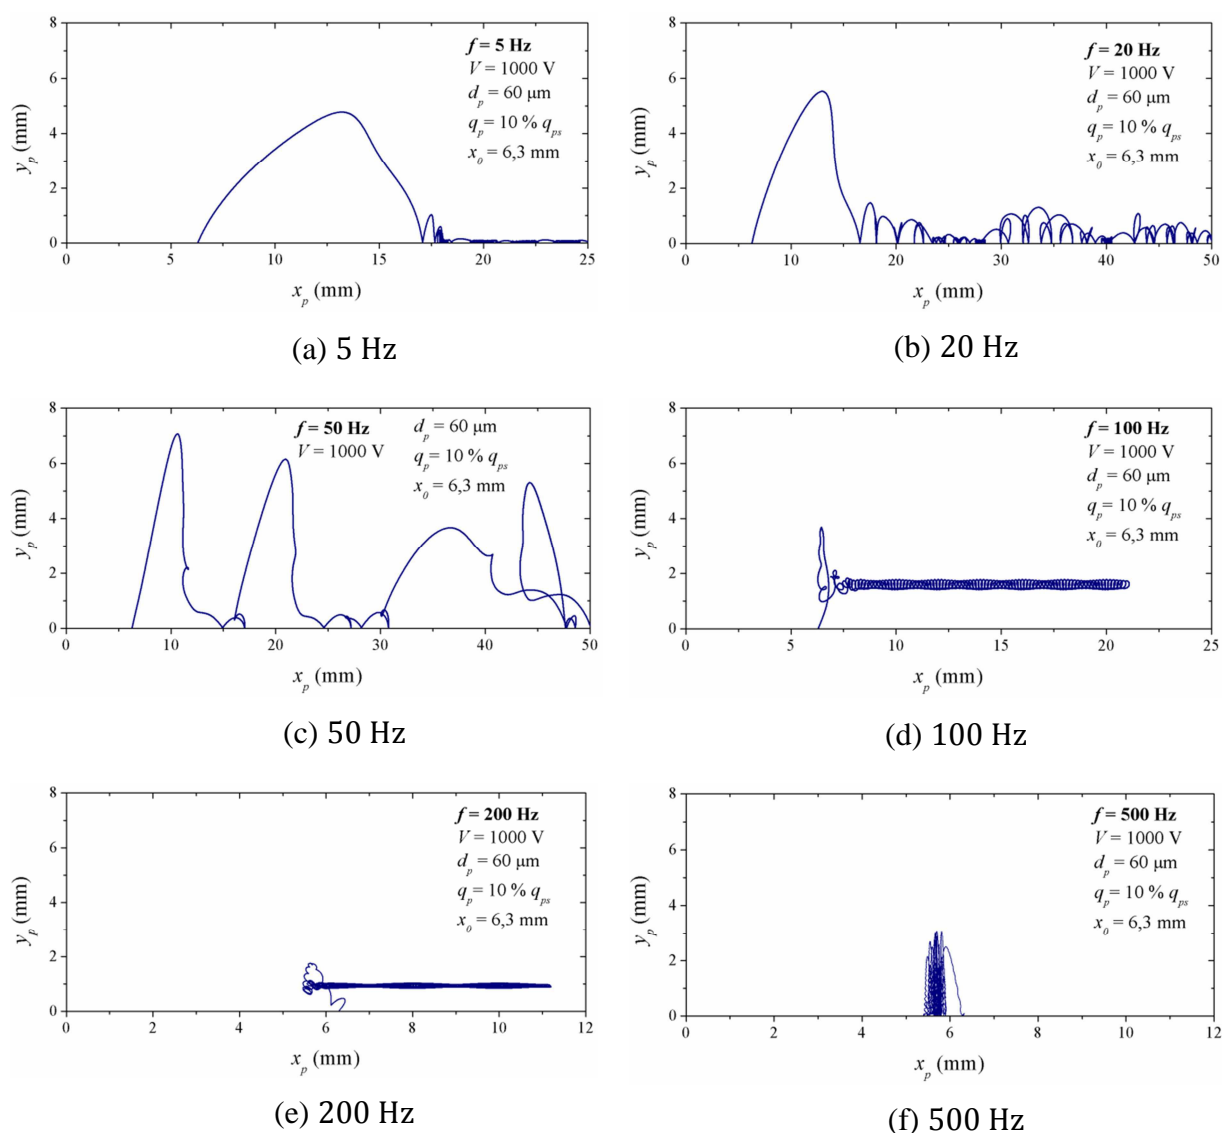 8
6
4
2
0
y_p (mm)
f = 5 Hz
V = 1000 V
d_p = 60 µm
q_p = 10 % q_ps
x_0 = 6,3 mm
0 5 10 15 20 25
x_p (mm)
(a) 5 Hz
8
6
4
2
0
y_p (mm)
f = 20 Hz
V = 1000 V
d_p = 60 µm
q_p = 10 % q_ps
x_0 = 6,3 mm
0 10 20 30 40 50
x_p (mm)
(b) 20 Hz
8
6
4
2
0
y_p (mm)
f = 50 Hz
V = 1000 V
d_p = 60 µm
q_p = 10 % q_ps
x_0 = 6,3 mm
0 10 20 30 40 50
x_p (mm)
(c) 50 Hz
8
6
4
2
0
y_p (mm)
f = 100 Hz
V = 1000 V
d_p = 60 µm
q_p = 10 % q_ps
x_0 = 6,3 mm
0 5 10 15 20 25
x_p (mm)
(d) 100 Hz
8
6
4
2
0
y_p (mm)
f = 200 Hz
V = 1000 V
d_p = 60 µm
q_p = 10 % q_ps
x_0 = 6,3 mm
0 2 4 6 8 10 12
x_p (mm)
(e) 200 Hz
8
6
4
2
0
y_p (mm)
f = 500 Hz
V = 1000 V
d_p = 60 µm
q_p = 10 % q_ps
x_0 = 6,3 mm
0 2 4 6 8 10 12
x_p (mm)
(f) 500 Hz